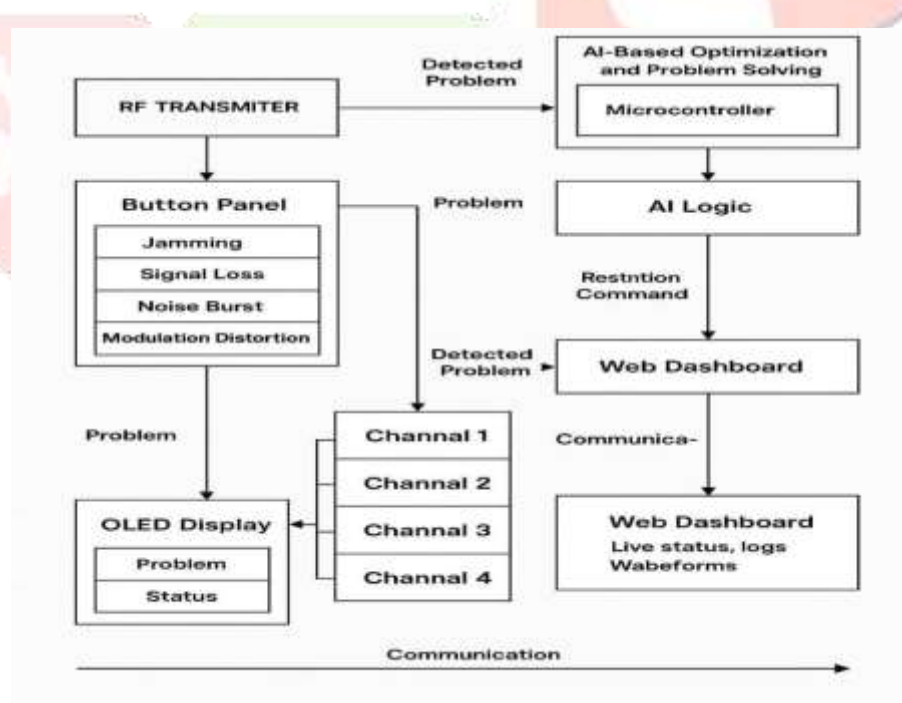 Detected
Problem
AI-Based Optimization
and Problem Solving
RF TRANSMITER
Microcontroller
Button Panel
Problem
AI Logic
Jamming
Signal Loss
Noise Burst
Modulation Distortion
Restntion
Command
Detected
Problem
Web Dashboard
Problem
Channal 1
Communica-
Channal 2
OLED Display
Channal 3
Web Dashboard
Live status, logs
Wabeforms
Problem
Status
Channal 4
Communication